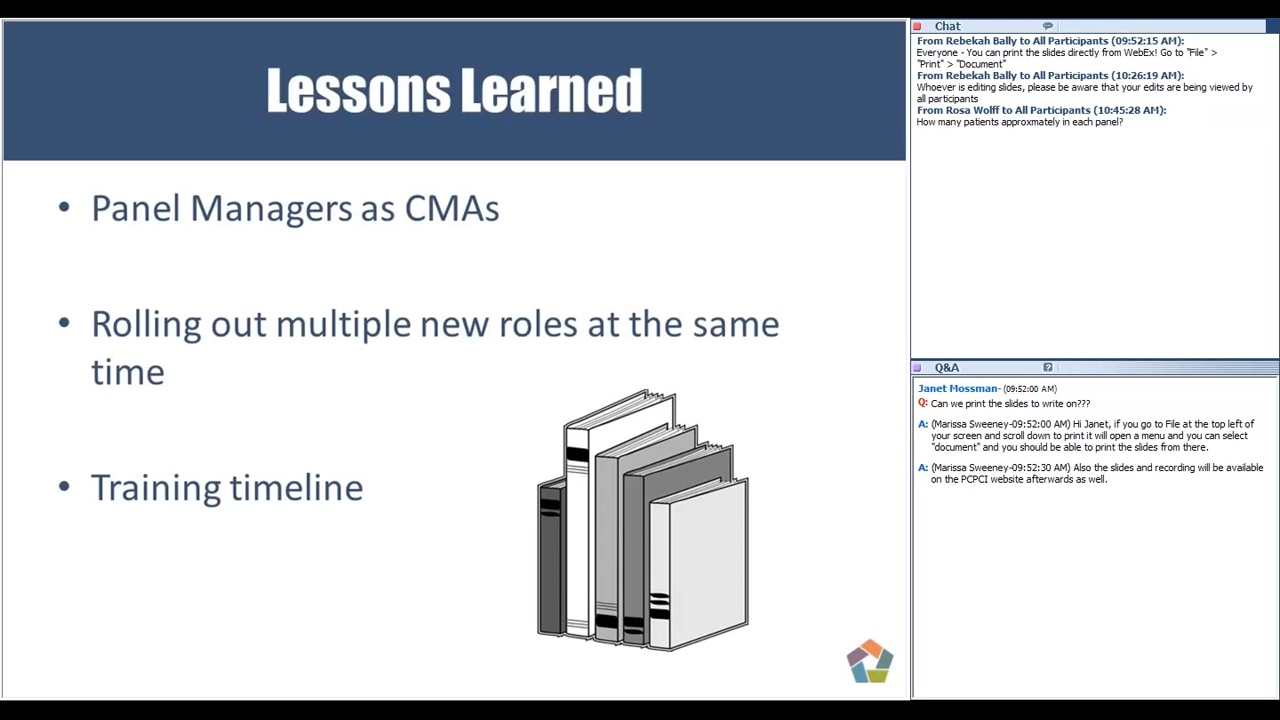 Lessons Learned
• Panel Managers as CMAs
• Rolling out multiple new roles at the same
time
• Training timeline
Chat
From Rebekah Bally to All Participants (09:52:15 AM):
Everyone - You can print the slides directly from WebEx! Go to "File" >
"Print" > "Document"
From Rebekah Bally to All Participants (10:26:19 AM):
Whoever is editing slides, please be aware that your edits are being viewed by
all participants
From Rosa Wolff to All Participants (10:45:28 AM):
How many patients approxmately in each panel?
Q&A
Janet Mossman- (09:52:00 AM)
Q: Can we print the slides to write on???
A: (Marissa Sweeney-09:52:00 AM) Hi Janet, if you go to File at the top left of
your screen and scroll down to print it will open a menu and you can select
"document" and you should be able to print the slides from there.
A: (Marissa Sweeney-09:52:30 AM) Also the slides and recording will be available
on the PCPCI website afterwards as well.